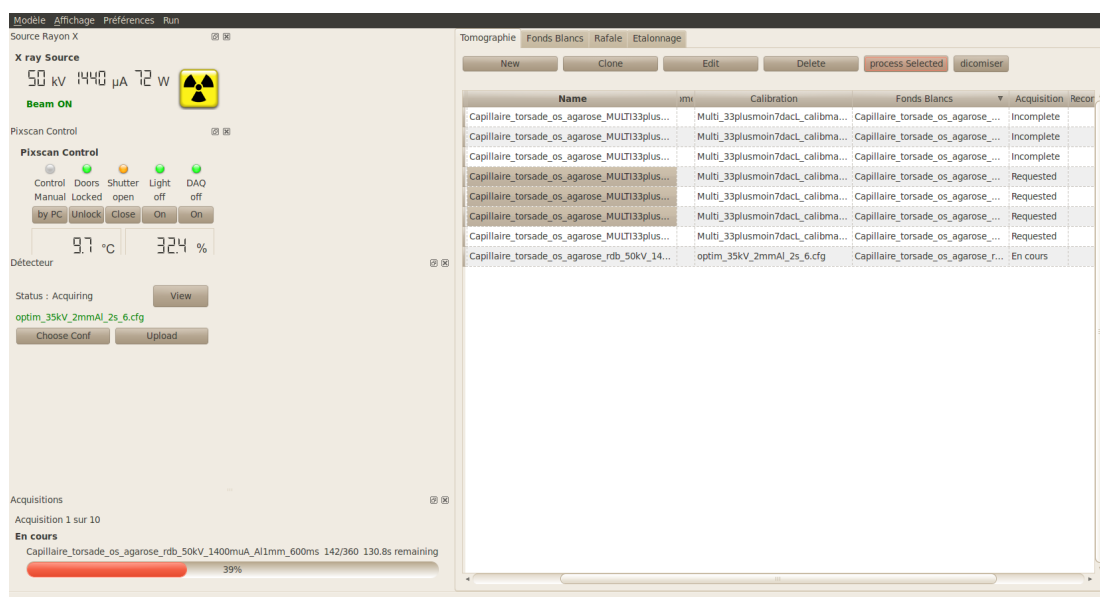 Modèle Affichage Préférences Run
Source Rayon X
X ray Source
50 kV 1440 µA 72 W
Beam ON
Pixscan Control
Pixscan Control
Control Doors Shutter Light DAQ
Manual Locked open off off
by PC Unlock Close On On
9.7 °C 32.4 %
Détecteur
Status : Acquiring View
optim_35kV_2mmAl_2s_6.cfg
Choose Conf Upload
Acquisitions
Acquisition 1 sur 10
En cours
Capillaire_torsade_os_agarose_rdb_50kV_1400muA_Al1mm_600ms 142/360 130.8s remaining
39%
Tomographie Fonds Blancs Rafale Etalonnage
New Clone Edit Delete process Selected dicomiser
Name Calibration Fonds Blancs Acquisition Recor
Capillaire_torsade_os_agarose_MULTI33plus... Multi_33plusmoin7dacL_calibma... Capillaire_torsade_os_agarose_... Incomplete
Capillaire_torsade_os_agarose_MULTI33plus... Multi_33plusmoin7dacL_calibma... Capillaire_torsade_os_agarose_... Incomplete
Capillaire_torsade_os_agarose_MULTI33plus... Multi_33plusmoin7dacL_calibma... Capillaire_torsade_os_agarose_... Incomplete
Capillaire_torsade_os_agarose_MULTI33plus... Multi_33plusmoin7dacL_calibma... Capillaire_torsade_os_agarose_... Requested
Capillaire_torsade_os_agarose_MULTI33plus... Multi_33plusmoin7dacL_calibma... Capillaire_torsade_os_agarose_... Requested
Capillaire_torsade_os_agarose_MULTI33plus... Multi_33plusmoin7dacL_calibma... Capillaire_torsade_os_agarose_... Requested
Capillaire_torsade_os_agarose_MULTI33plus... Multi_33plusmoin7dacL_calibma... Capillaire_torsade_os_agarose_... Requested
Capillaire_torsade_os_agarose_rdb_50kV_14... optim_35kV_2mmAl_2s_6.cfg Capillaire_torsade_os_agarose_r... En cours